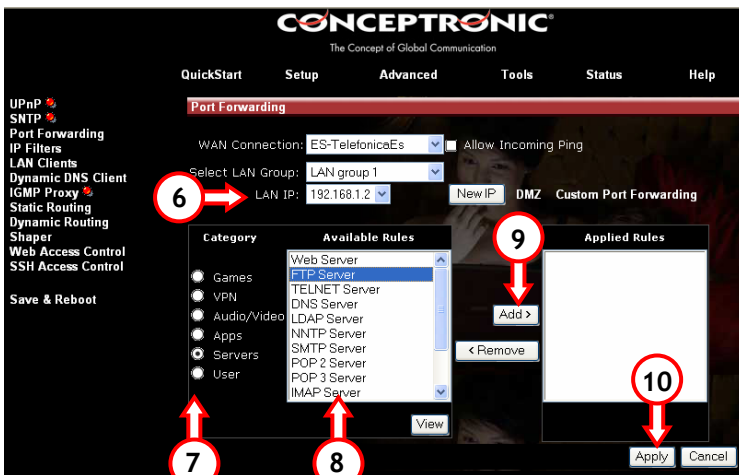 CONCEPTRONIC®
The Concept of Global Communication
QuickStart Setup Advanced Tools Status Help
UPnP
SNTP
Port Forwarding
IP Filters
LAN Clients
Dynamic DNS Client
IGMP Proxy
Static Routing
Dynamic Routing
Shaper
Web Access Control
SSH Access Control
Save & Reboot
Port Forwarding
WAN Connection: ES-TelefonicaEs Allow Incoming Ping
Select LAN Group: LAN group 1
6
LAN IP: 192.168.1.2 New IP DMZ Custom Port Forwarding
Category
Games
VPN
Audio/Video
Apps
Servers
User
7
Available Rules
Web Server
FTP Server
TELNET Server
DNS Server
LDAP Server
NNTP Server
SMTP Server
POP 2 Server
POP 3 Server
IMAP Server
8
View
9
Add >
< Remove
Applied Rules
10
Apply Cancel